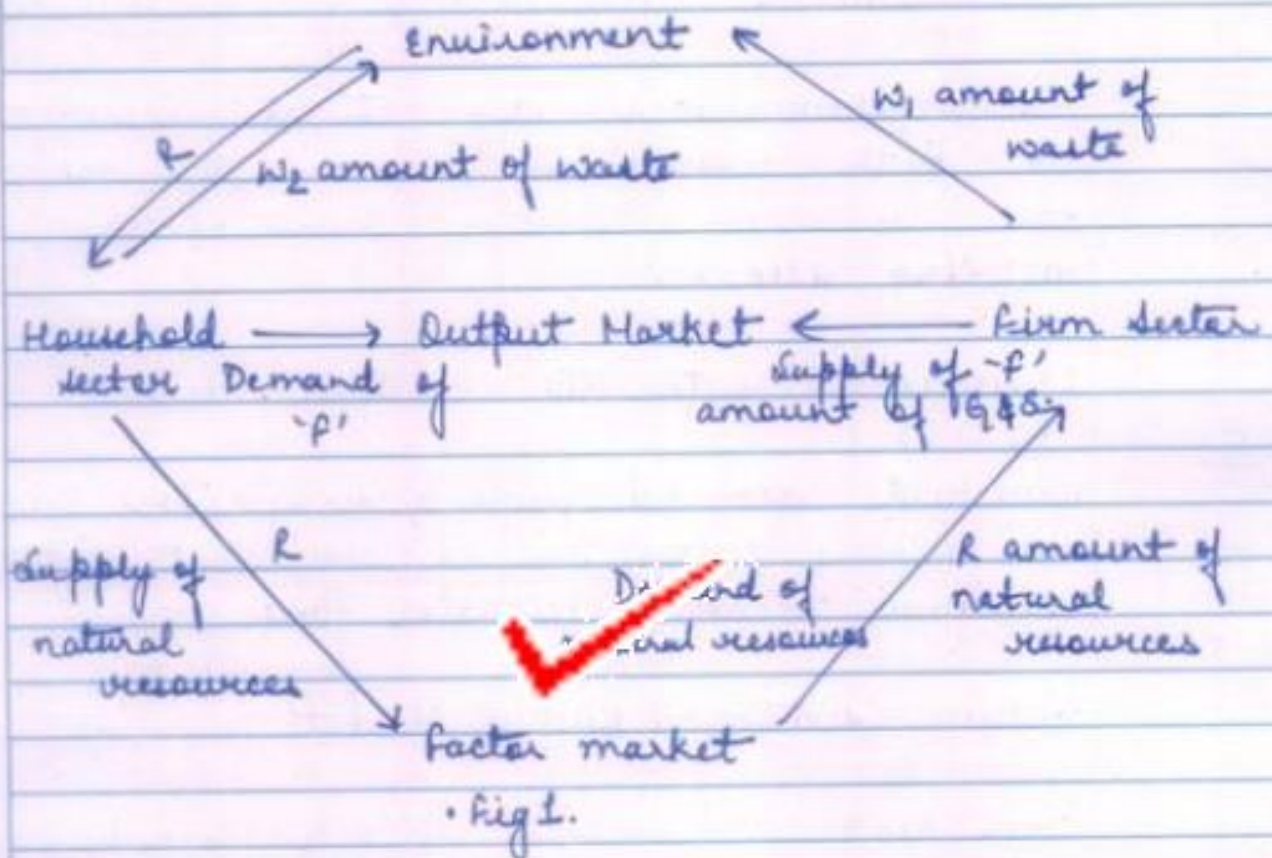 Environment
w₁ amount of
waste
R
w₂ amount of waste
Household → Output Market ← Firm Sector
sector Demand of
'f'
Supply of 'f'
amount of G&S.
Supply of
natural
resources
R
of
resources
R amount of
natural
resources
Factor market
• Fig 1.